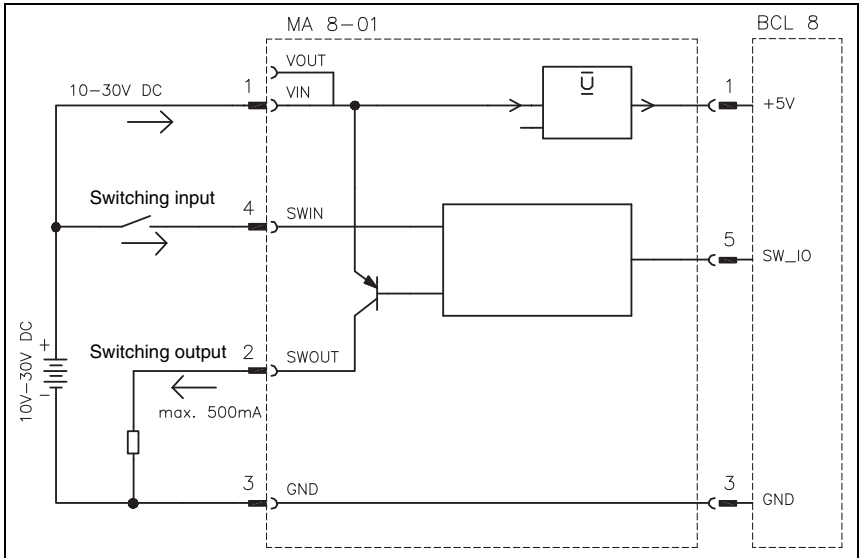 MA 8-01
BCL 8
VOUT
10-30V DC
1
VIN
U
1
+5V
Switching input
4
SWIN
5
SW_IO
10V-30V DC
+
-
Switching output
2
SWOUT
max. 500mA
3
GND
3
GND